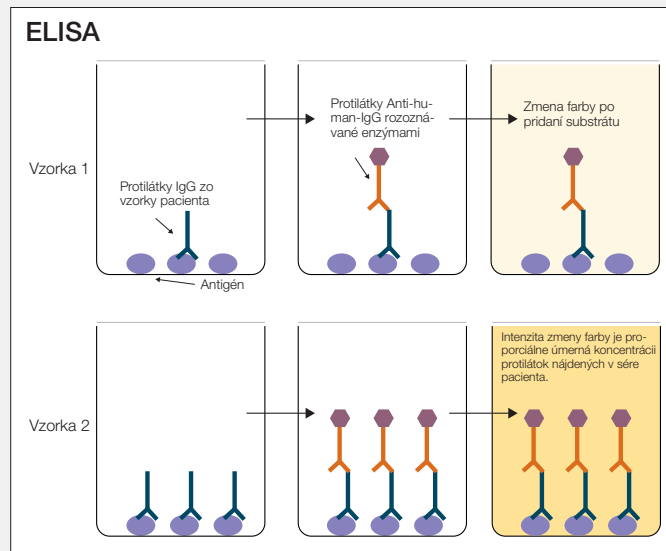 ELISA
Vzorka 1
Protilátky IgG zo
vzorky pacienta
Antigén
Protilátky Anti-hu-
man-IgG rozozná-
vané enzýmami
Zmena farby po
pridaní substrátu
Vzorka 2
Intenzita zmeny farby je pro-
porciálne úmerná koncentrácii
protilátok nájdených v sére
pacienta.